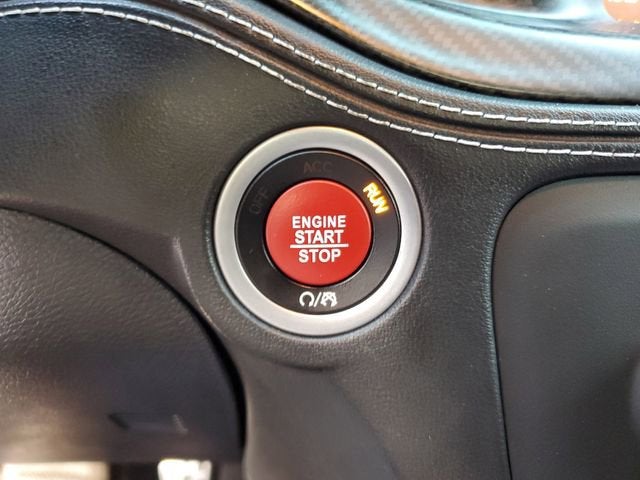 OFF ACC RUN
ENGINE
START
STOP